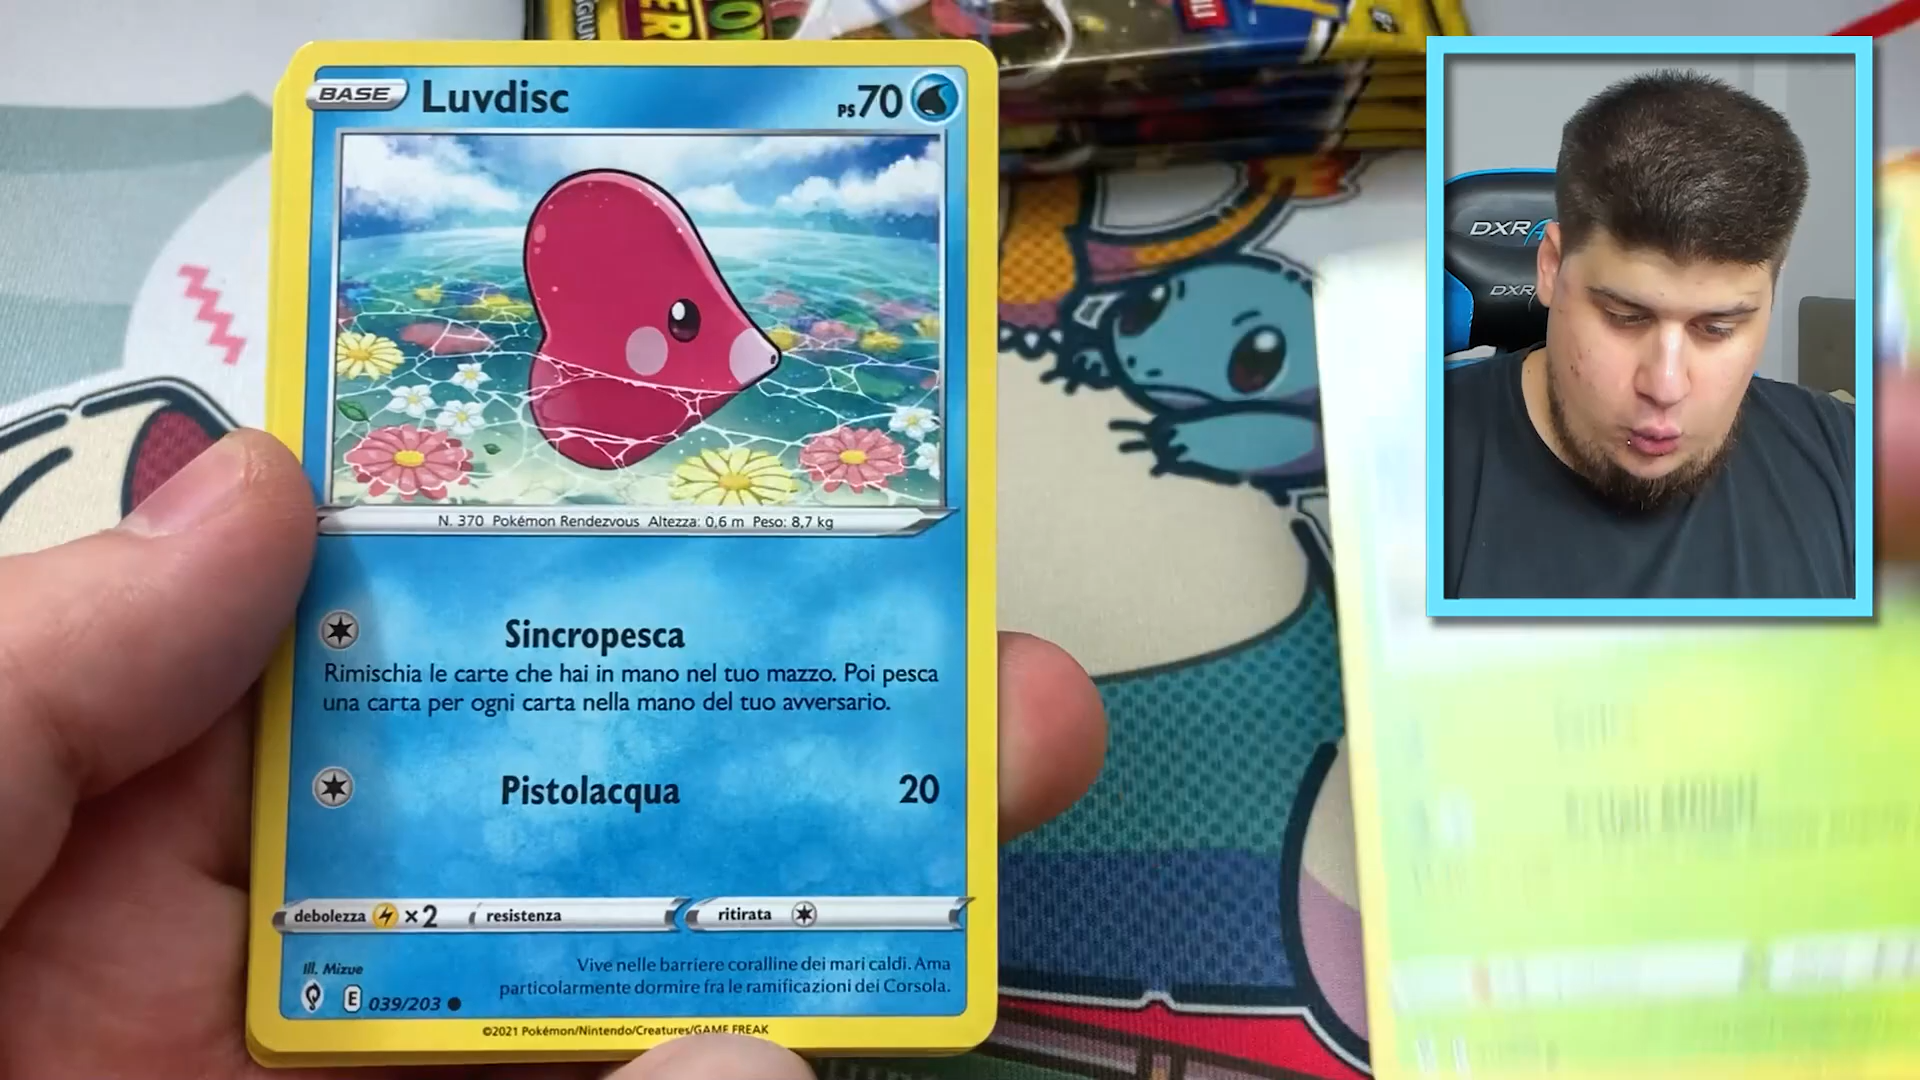 BASE Luvdisc PS 70
N. 370 Pokémon Rendezvous Altezza: 0,6 m Peso: 8,7 kg
Sincropesca
Rimischia le carte che hai in mano nel tuo mazzo. Poi pesca
una carta per ogni carta nella mano del tuo avversario.
Pistolacqua 20
debolezza ×2 resistenza ritirata
Ill. Mizue
E 039/203
Vive nelle barriere coralline dei mari caldi. Ama
particolarmente dormire fra le ramificazioni dei Corsola.
©2021 Pokémon/Nintendo/Creatures/GAME FREAK
DXRA
DXR